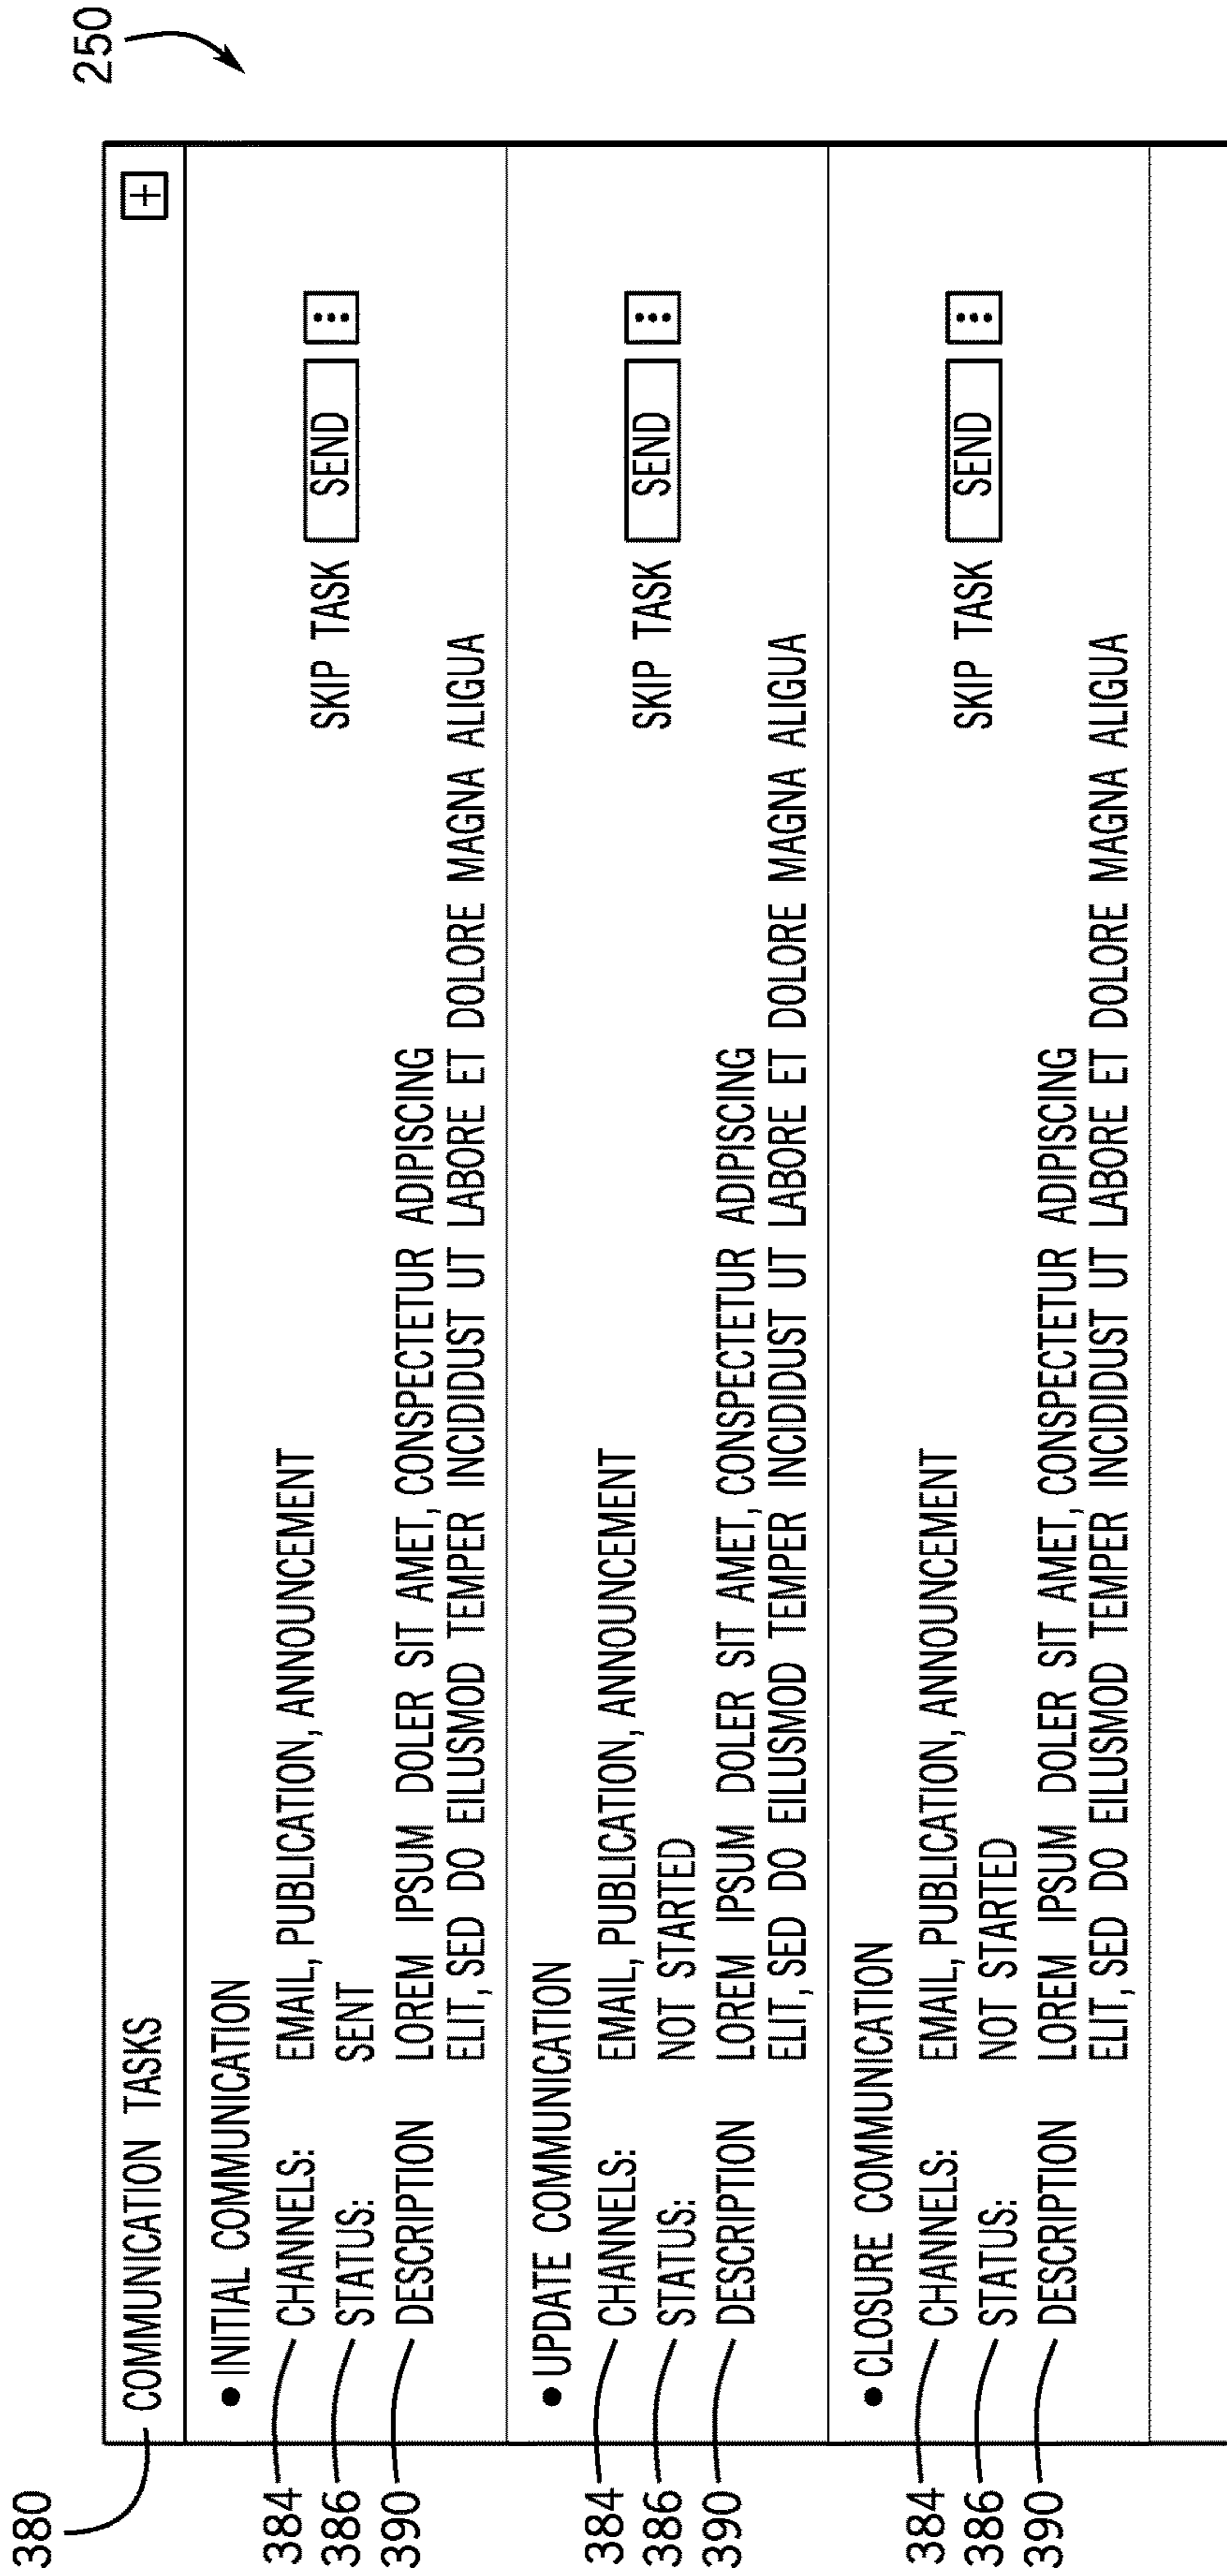 250
380
COMMUNICATION TASKS +
● INITIAL COMMUNICATION
384 CHANNELS: EMAIL, PUBLICATION, ANNOUNCEMENT
386 STATUS: SENT
SKIP TASK SEND
390 DESCRIPTION LOREM IPSUM DOLER SIT AMET, CONSPECTETUR ADIPISCING
ELIT, SED DO EILUSMOD TEMPER INCIDIDUST UT LABORE ET DOLORE MAGNA ALIGUA
● UPDATE COMMUNICATION
384 CHANNELS: EMAIL, PUBLICATION, ANNOUNCEMENT
386 STATUS: NOT STARTED
SKIP TASK SEND
390 DESCRIPTION LOREM IPSUM DOLER SIT AMET, CONSPECTETUR ADIPISCING
ELIT, SED DO EILUSMOD TEMPER INCIDIDUST UT LABORE ET DOLORE MAGNA ALIGUA
● CLOSURE COMMUNICATION
384 CHANNELS: EMAIL, PUBLICATION, ANNOUNCEMENT
386 STATUS: NOT STARTED
SKIP TASK SEND
390 DESCRIPTION LOREM IPSUM DOLER SIT AMET, CONSPECTETUR ADIPISCING
ELIT, SED DO EILUSMOD TEMPER INCIDIDUST UT LABORE ET DOLORE MAGNA ALIGUA